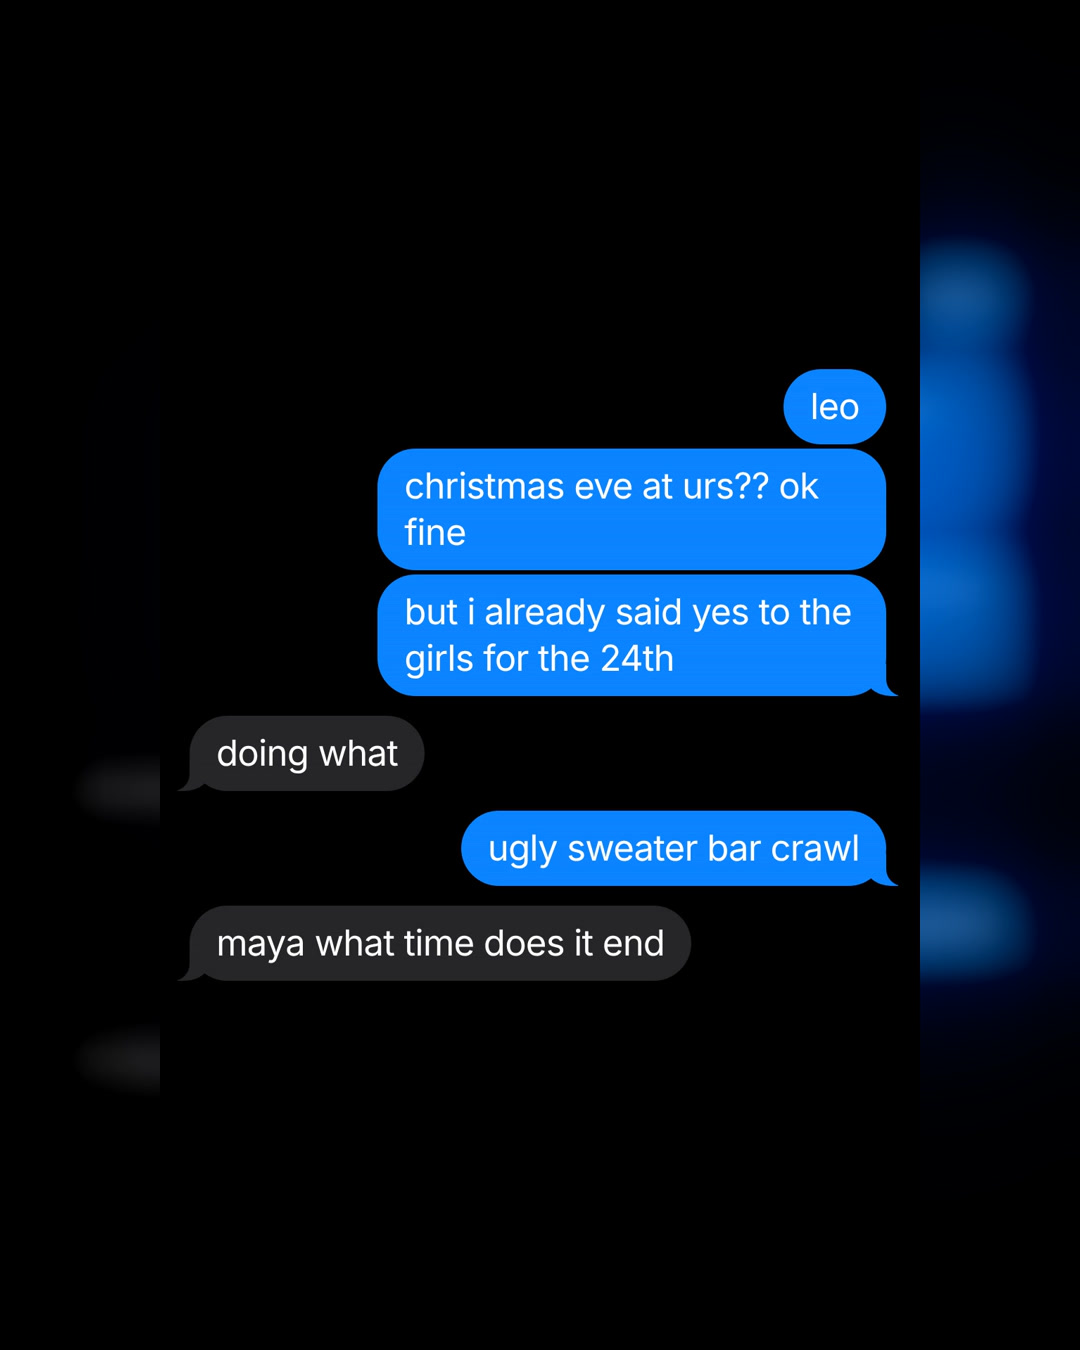 leo
christmas eve at urs?? ok
fine
but i already said yes to the
girls for the 24th
doing what
ugly sweater bar crawl
maya what time does it end